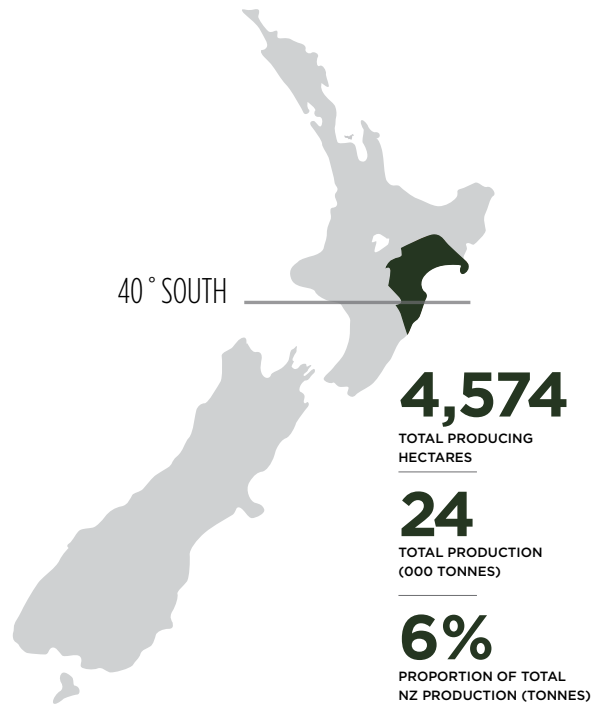 40° SOUTH
4,574
TOTAL PRODUCING
HECTARES
24
TOTAL PRODUCTION
(000 TONNES)
6%
PROPORTION OF TOTAL
NZ PRODUCTION (TONNES)